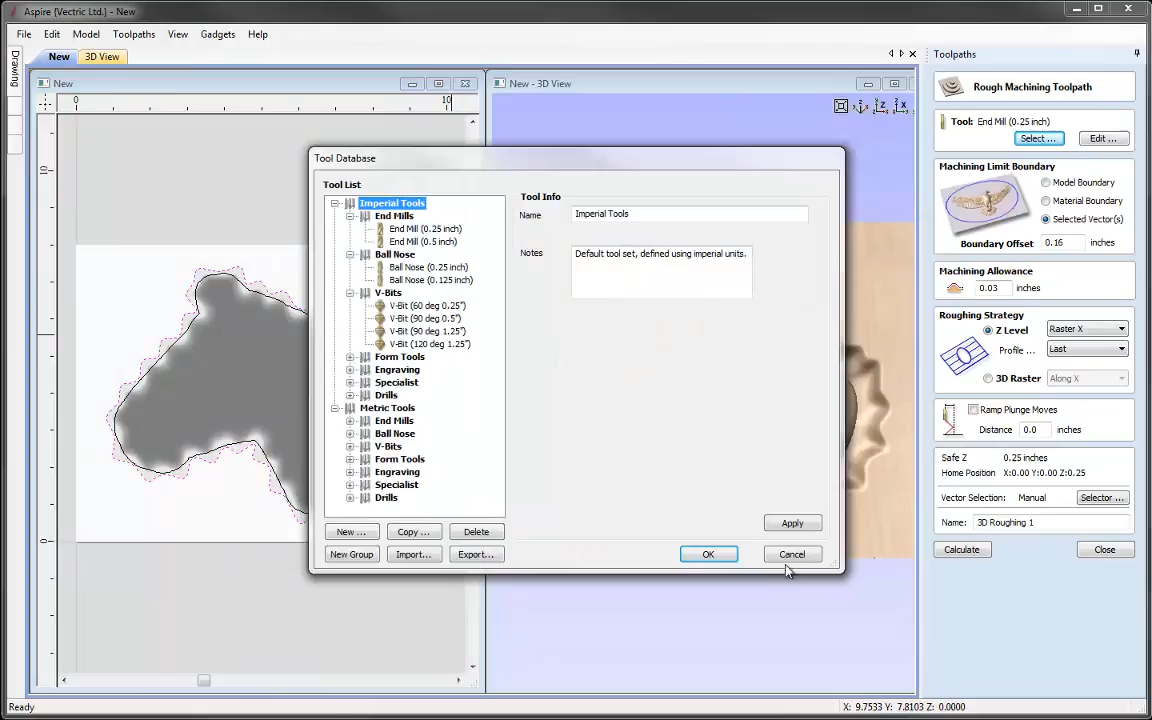 Aspire (Vectric Ltd.) - New
File Edit Model Toolpaths View Gadgets Help
New 3D View
Drawing
New
0 10
10
0
New - 3D View
Z Z X
Tool Database
Tool List
Imperial Tools
End Mills
End Mill (0.25 inch)
End Mill (0.5 inch)
Ball Nose
Ball Nose (0.25 inch)
Ball Nose (0.125 inch)
V-Bits
V-Bit (60 deg 0.25")
V-Bit (90 deg 0.5")
V-Bit (90 deg 1.25")
V-Bit (120 deg 1.25")
Form Tools
Engraving
Specialist
Drills
Metric Tools
End Mills
Ball Nose
V-Bits
Form Tools
Engraving
Specialist
Drills
New ... Copy ... Delete
New Group Import... Export...
Tool Info
Name Imperial Tools
Notes Default tool set, defined using imperial units.
Apply
OK Cancel
Toolpaths
Rough Machining Toolpath
Tool: End Mill (0.25 inch)
Select ... Edit ...
Machining Limit Boundary
Model Boundary
Material Boundary
Selected Vector(s)
Boundary Offset 0.16 inches
Machining Allowance
0.03 inches
Roughing Strategy
Z Level Raster X
Profile ... Last
3D Raster Along X
Ramp Plunge Moves
Distance 0.0 inches
Safe Z 0.25 inches
Home Position X:0.00 Y:0.00 Z:0.25
Vector Selection: Manual Selector ...
Name: 3D Roughing 1
Calculate Close
Ready X: 9.7533 Y: 7.8103 Z: 0.0000